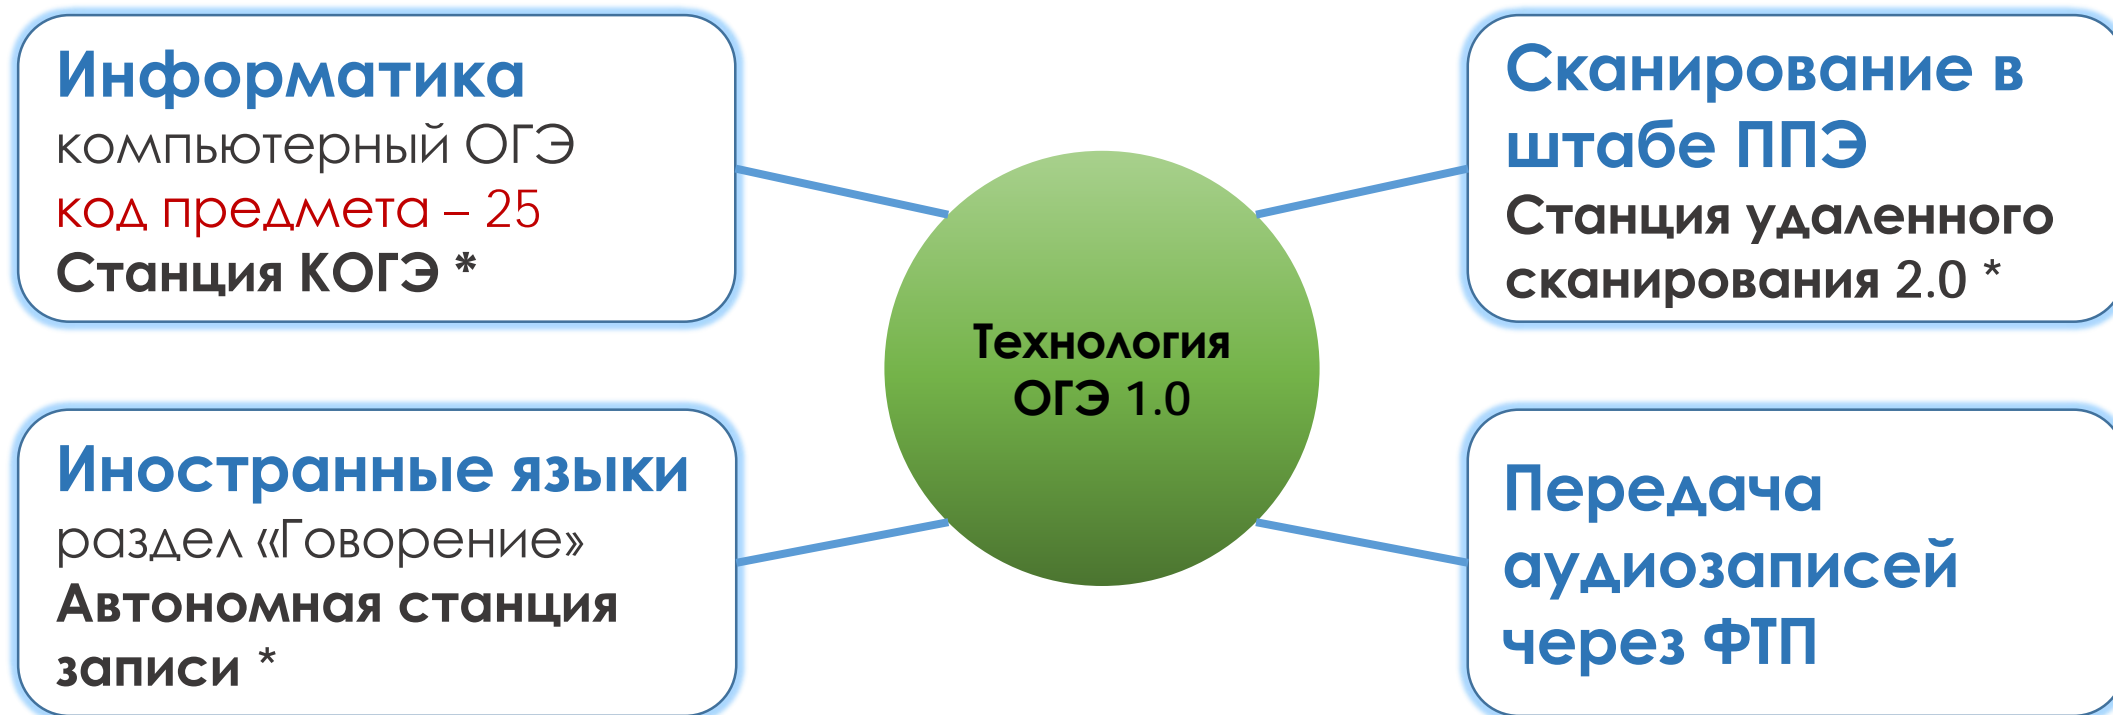 Информатика
компьютерный ОГЭ
код предмета – 25
Станция КОГЭ *
Сканирование в
штабе ППЭ
Станция удаленного
сканирования 2.0 *
Технология
ОГЭ 1.0
Иностранные языки
раздел «Говорение»
Автономная станция
записи *
Передача
аудиозаписей
через ФТП